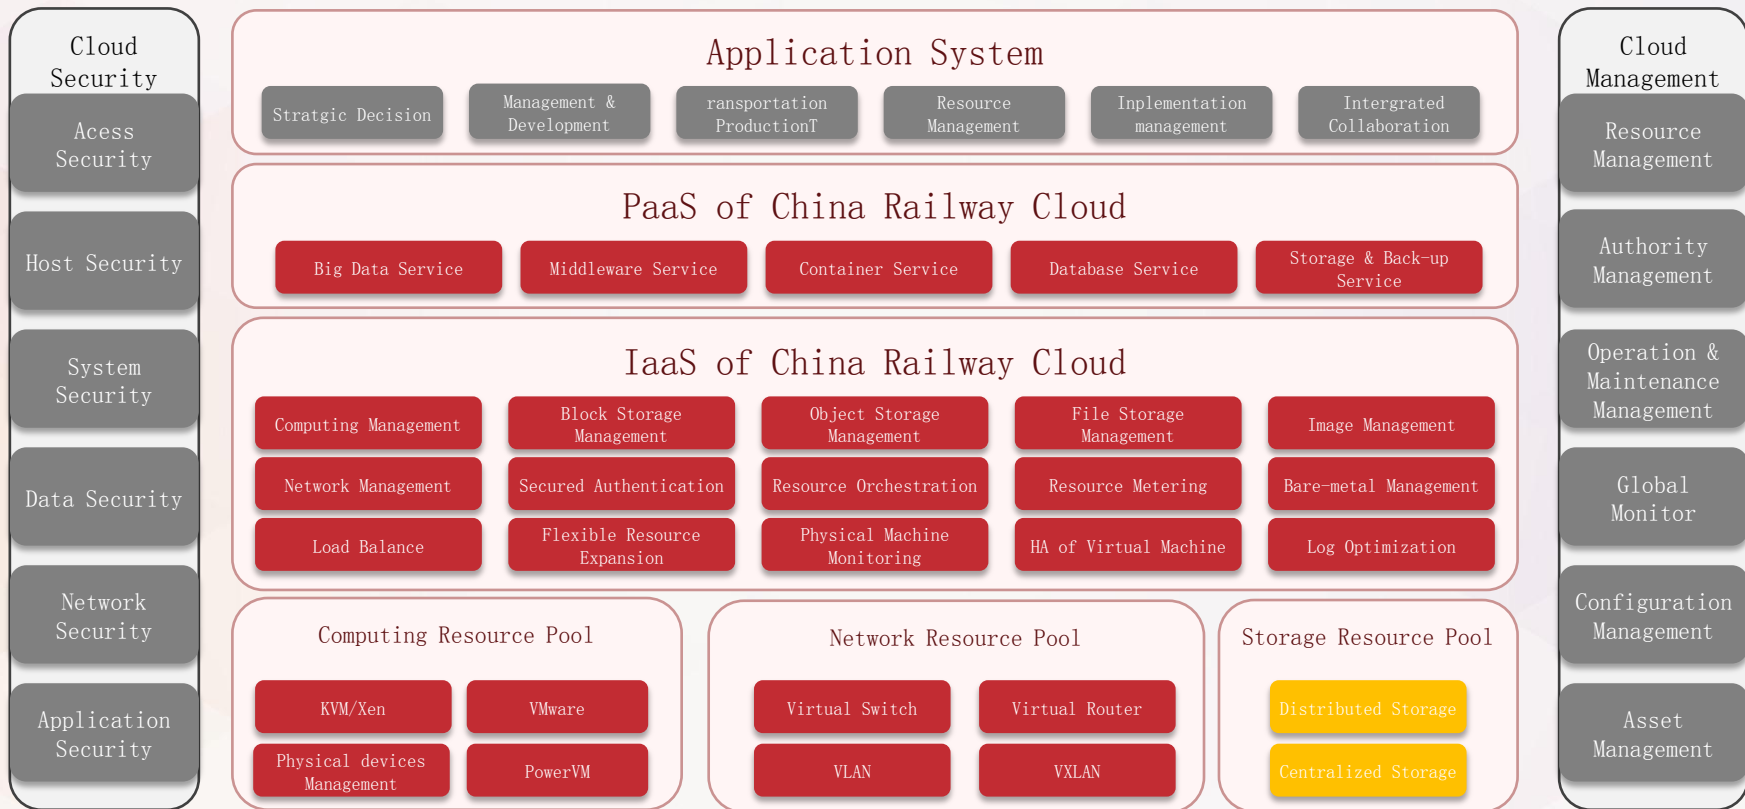 Cloud
Security
Acess
Security
Host Security
System
Security
Data Security
Network
Security
Application
Security
Application System
Stratgic Decision
Management &
Development
ransportation
ProductionT
Resource
Management
Inplementation
management
Intergrated
Collaboration
PaaS of China Railway Cloud
Big Data Service
Middleware Service
Container Service
Database Service
Storage & Back-up
Service
IaaS of China Railway Cloud
Computing Management
Block Storage
Management
Object Storage
Management
File Storage
Management
Image Management
Network Management
Secured Authentication
Resource Orchestration
Resource Metering
Bare-metal Management
Load Balance
Flexible Resource
Expansion
Physical Machine
Monitoring
HA of Virtual Machine
Log Optimization
Computing Resource Pool
KVM/Xen
VMware
Physical devices
Management
PowerVM
Network Resource Pool
Virtual Switch
Virtual Router
VLAN
VXLAN
Storage Resource Pool
Distributed Storage
Centralized Storage
Cloud
Management
Resource
Management
Authority
Management
Operation &
Maintenance
Management
Global
Monitor
Configuration
Management
Asset
Management